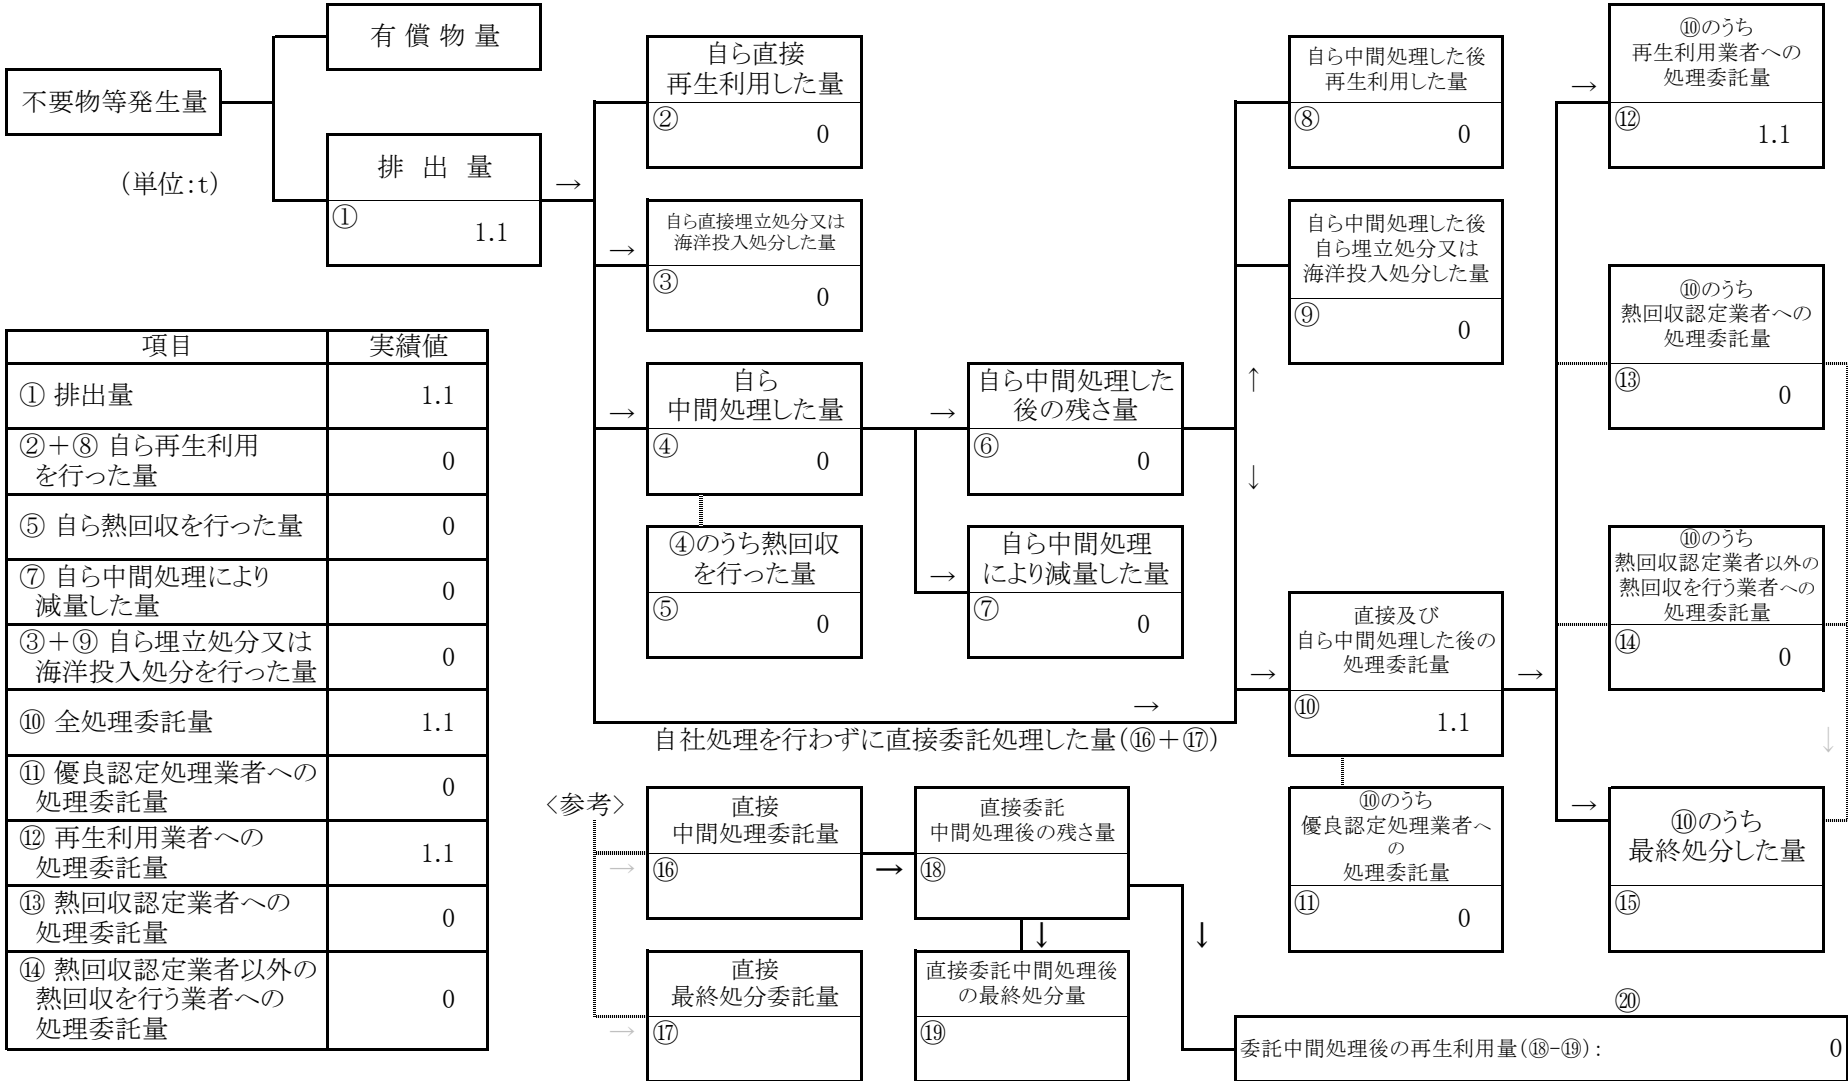 有 償 物 量
不要物等発生量
(単位:t)
排 出 量
①
1.1
→
自ら直接
再生利用した量
②
0
→
自ら直接埋立処分又は
海洋投入処分した量
③
0
→
自ら
中間処理した量
④
0
④のうち熱回収
を行った量
⑤
0
→
自ら中間処理した
後の残さ量
⑥
0
→
自ら中間処理
により減量した量
⑦
0
自ら中間処理した後
再生利用した量
⑧
0
自ら中間処理した後
自ら埋立処分又は
海洋投入処分した量
⑨
0
↑
↓
→
自社処理を行わずに直接委託処理した量(⑯+⑰)
→
直接及び
自ら中間処理した後の
処理委託量
⑩
1.1
⑩のうち
優良認定処理業者へ
の
処理委託量
⑪
0
→
→
⑩のうち
再生利用業者への
処理委託量
⑫
1.1
⑩のうち
熱回収認定業者への
処理委託量
⑬
0
⑩のうち
熱回収認定業者以外の
熱回収を行う業者への
処理委託量
⑭
0
↓
→
⑩のうち
最終処分した量
⑮
項目 実績値
① 排出量 1.1
②+⑧ 自ら再生利用
を行った量 0
⑤ 自ら熱回収を行った量 0
⑦ 自ら中間処理により
減量した量 0
③+⑨ 自ら埋立処分又は
海洋投入処分を行った量 0
⑩ 全処理委託量 1.1
⑪ 優良認定処理業者への
処理委託量 0
⑫ 再生利用業者への
処理委託量 1.1
⑬ 熱回収認定業者への
処理委託量 0
⑭ 熱回収認定業者以外の
熱回収を行う業者への
処理委託量 0
〈参考〉
→
直接
中間処理委託量
⑯
→
直接委託
中間処理後の残さ量
⑱
↓
↓
→
直接
最終処分委託量
⑰
直接委託中間処理後
の最終処分量
⑲
⑳
委託中間処理後の再生利用量(⑱-⑲): 0